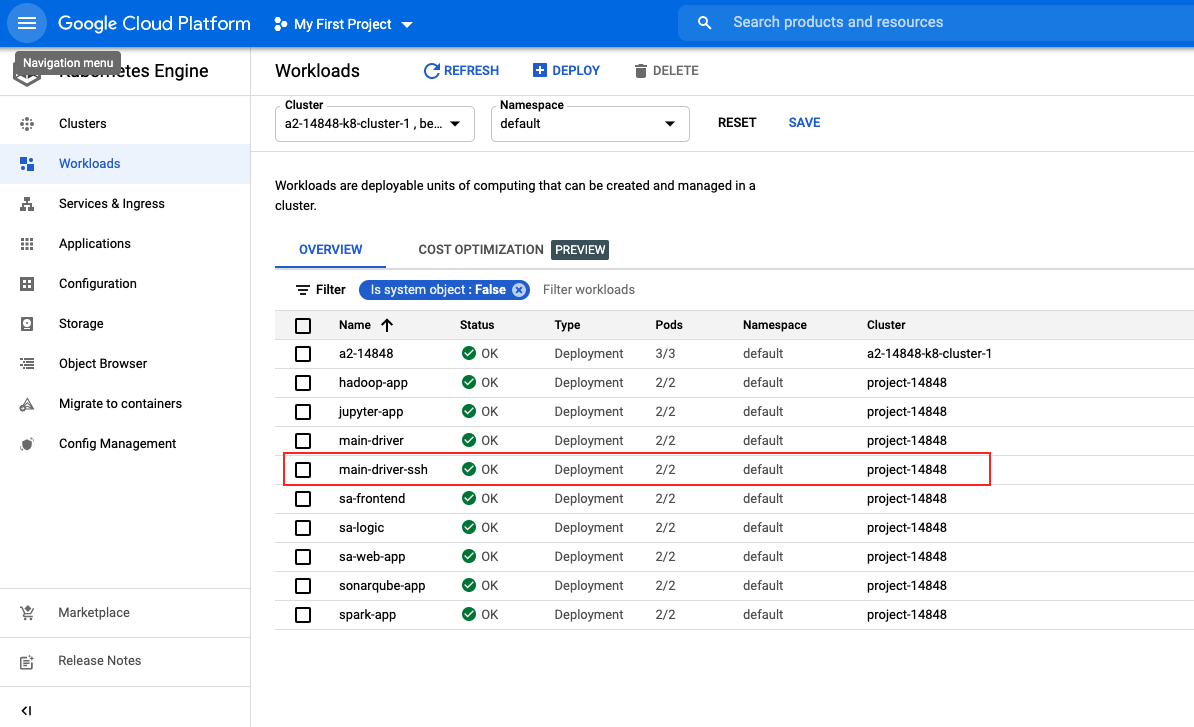 Google Cloud Platform My First Project Search products and resources
Navigation menu
Kubernetes Engine
Workloads REFRESH DEPLOY DELETE
Clusters
Workloads
Services & Ingress
Applications
Configuration
Storage
Object Browser
Migrate to containers
Config Management
Marketplace
Release Notes
Cluster Namespace
a2-14848-k8-cluster-1 , be... default RESET SAVE
Workloads are deployable units of computing that can be created and managed in a
cluster.
OVERVIEW COST OPTIMIZATION PREVIEW
Filter Is system object : False Filter workloads
Name Status Type Pods Namespace Cluster
a2-14848 OK Deployment 3/3 default a2-14848-k8-cluster-1
hadoop-app OK Deployment 2/2 default project-14848
jupyter-app OK Deployment 2/2 default project-14848
main-driver OK Deployment 2/2 default project-14848
main-driver-ssh OK Deployment 2/2 default project-14848
sa-frontend OK Deployment 2/2 default project-14848
sa-logic OK Deployment 2/2 default project-14848
sa-web-app OK Deployment 2/2 default project-14848
sonarqube-app OK Deployment 2/2 default project-14848
spark-app OK Deployment 2/2 default project-14848